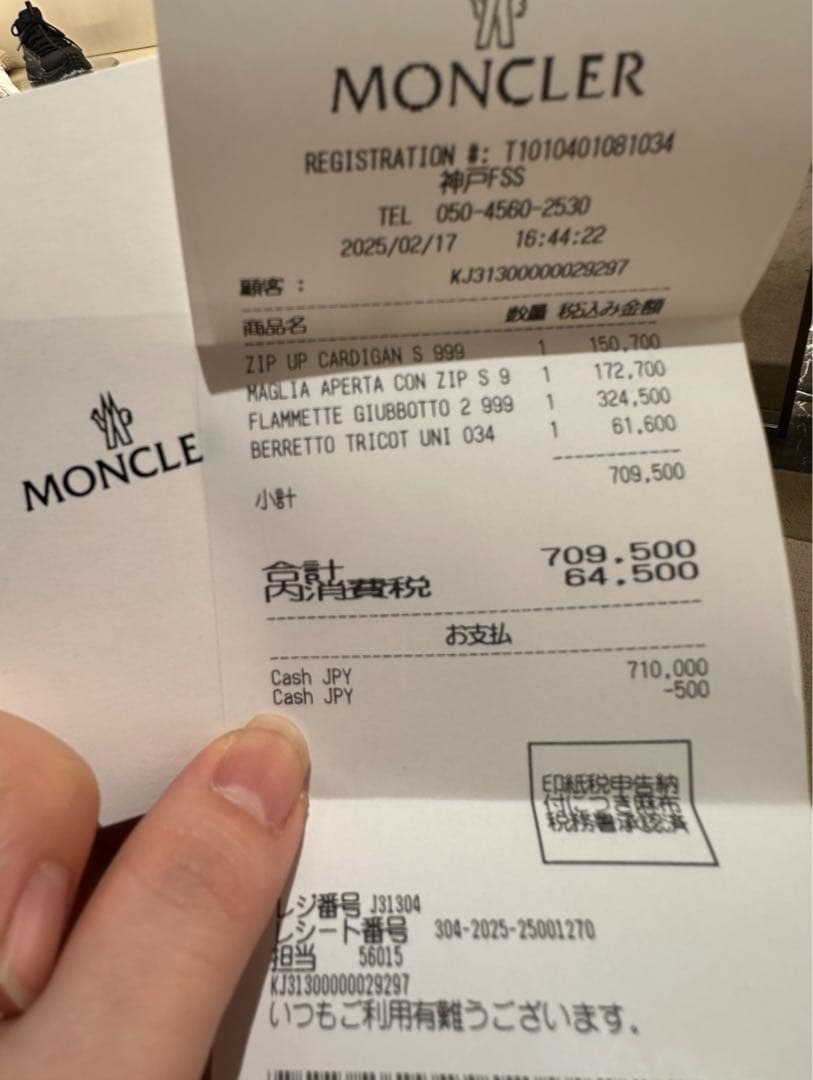 MONCLER
REGISTRATION #: T1010401081034
神戸FSS
TEL 050-4560-2530
2025/02/17 16:44:22
顧客 : KJ31300000029297
商品名 数量 税込み金額
ZIP UP CARDIGAN S 999 1 150,700
MAGLIA APERTA CON ZIP S 9 1 172,700
FLAMMETTE GIUBBOTTO 2 999 1 324,500
BERRETTO TRICOT UNI 034 1 61,600
小計 709,500
合計 709,500
内消費税 64,500
お支払
Cash JPY 710,000
Cash JPY -500
印紙税申告納
付につき麻布
税務署承認済
レジ番号 J31304
レシート番号 304-2025-25001270
担当 56015
KJ31300000029297
いつもご利用有難うございます。
MONCLE